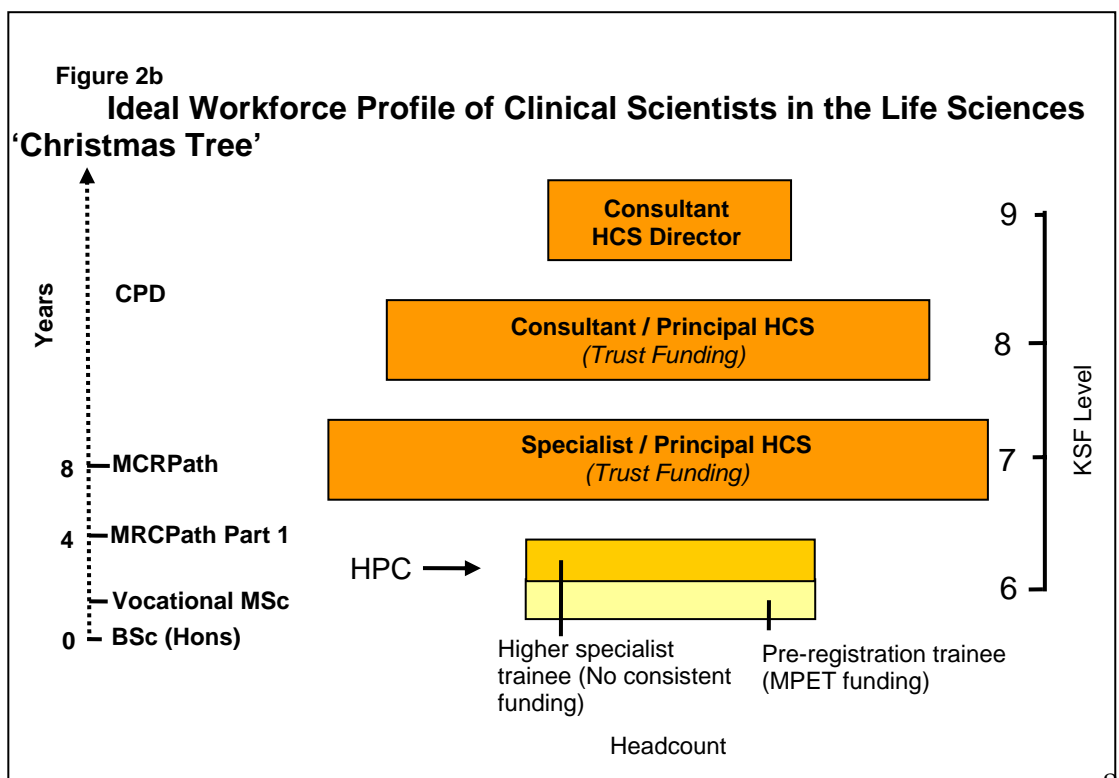 Figure 2b
Ideal Workforce Profile of Clinical Scientists in the Life Sciences
‘Christmas Tree’
Years
CPD
8
MCRPath
4
MRCPath Part 1
Vocational MSc
0
BSc (Hons)
Consultant
HCS Director
Consultant / Principal HCS
(Trust Funding)
Specialist / Principal HCS
(Trust Funding)
HPC
Higher specialist
trainee (No consistent
funding)
Pre-registration trainee
(MPET funding)
Headcount
9
8
7
6
KSF Level